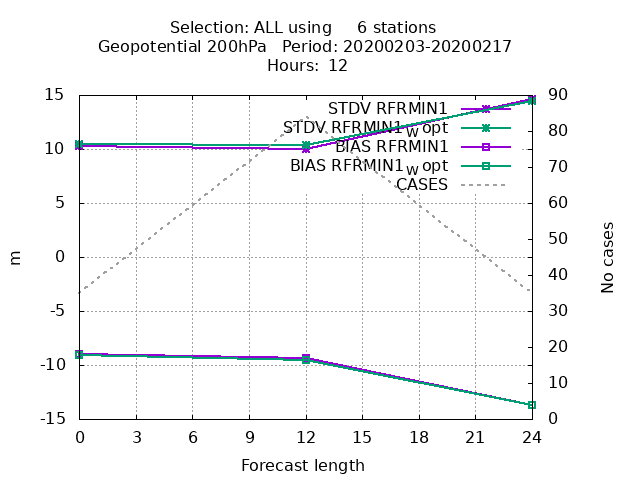 Selection: ALL using 6 stations
Geopotential 200hPa Period: 20200203-20200217
Hours: 12
15
10
5
0
-5
-10
-15
m
90
80
70
60
50
40
30
20
10
0
No cases
STDV RFRMIN1
STDV RFRMIN1w opt
BIAS RFRMIN1
BIAS RFRMIN1w opt
CASES
0 3 6 9 12 15 18 21 24
Forecast length